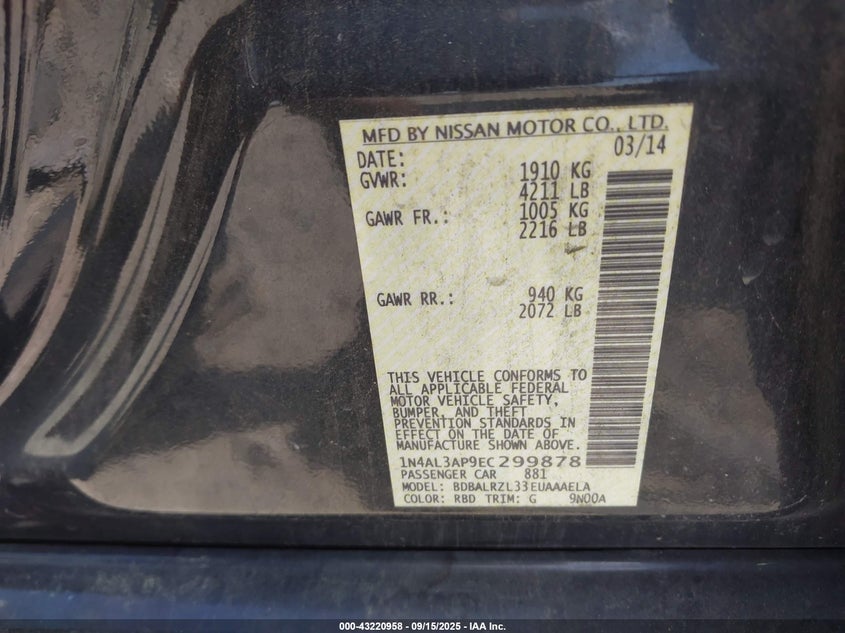 MFD BY NISSAN MOTOR CO., LTD.
DATE: 03/14
GVWR: 1910 KG
4211 LB
GAWR FR.: 1005 KG
2216 LB
GAWR RR.: 940 KG
2072 LB
THIS VEHICLE CONFORMS TO
ALL APPLICABLE FEDERAL
MOTOR VEHICLE SAFETY,
BUMPER, AND THEFT
PREVENTION STANDARDS IN
EFFECT ON THE DATE OF
MANUFACTURE SHOWN ABOVE.
1N4AL3AP9EC299878
PASSENGER CAR 881
MODEL: BDBALRZL33EUAAAELA
COLOR: RBD TRIM: G 9N00A
000-43220958 - 09/15/2025 - IAA Inc.